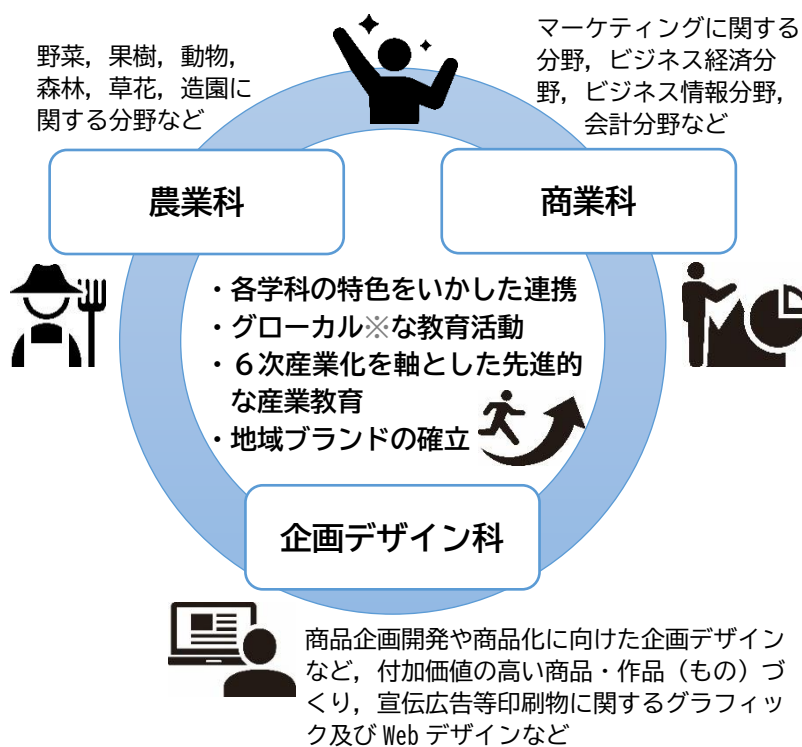 野菜，果樹，動物，
森林，草花，造園に
関する分野など
マーケティングに関する
分野，ビジネス経済分
野，ビジネス情報分野，
会計分野など
農業科
商業科
・各学科の特色をいかした連携
・グローカル※な教育活動
・６次産業化を軸とした先進的
な産業教育
・地域ブランドの確立
企画デザイン科
商品企画開発や商品化に向けた企画デザイン
など，付加価値の高い商品・作品（もの）づ
くり，宣伝広告等印刷物に関するグラフィッ
ク及び Web デザインなど